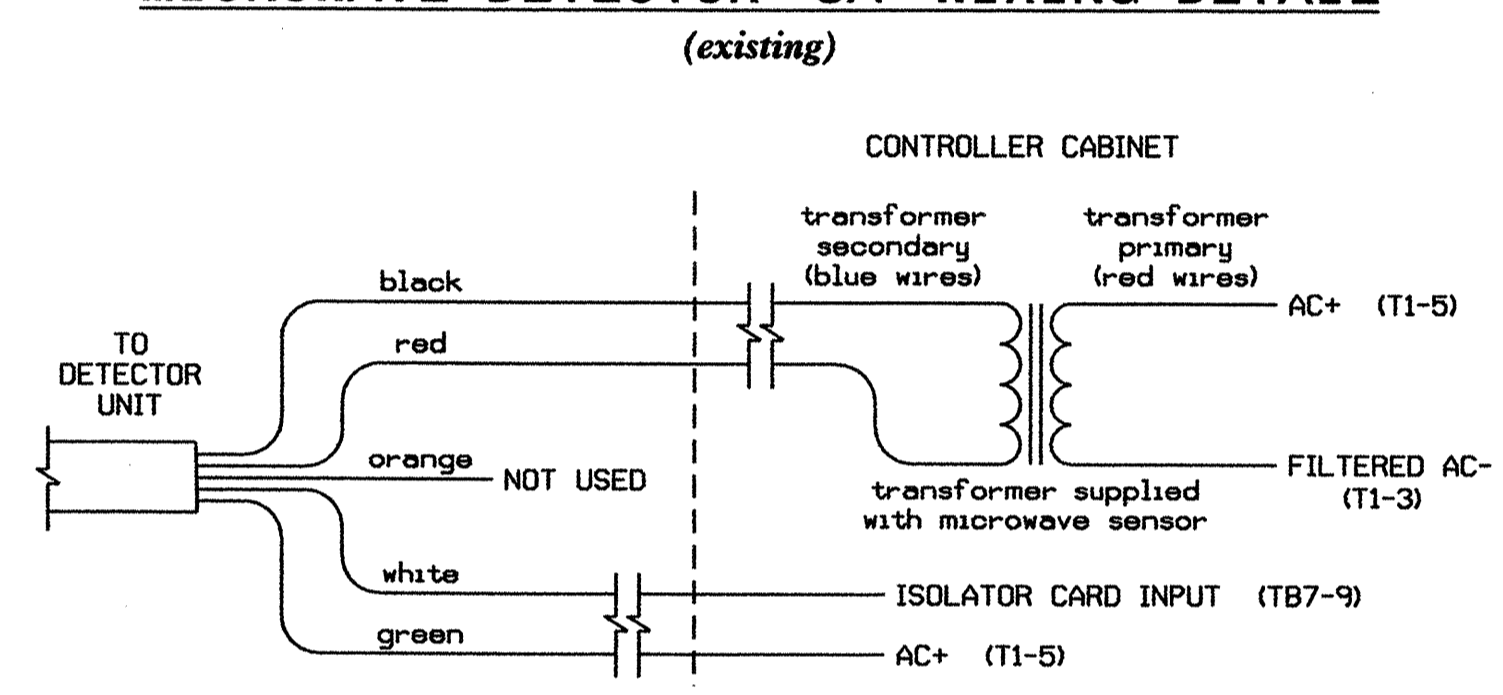 (existing)
CONTROLLER CABINET
transformer
secondary
(blue wires)
transformer
primary
(red wires)
black
AC+ (T1-5)
red
TO
DETECTOR
UNIT
orange
NOT USED
FILTERED AC-
(T1-3)
transformer supplied
with microwave sensor
white
ISOLATOR CARD INPUT (TB7-9)
green
AC+ (T1-5)